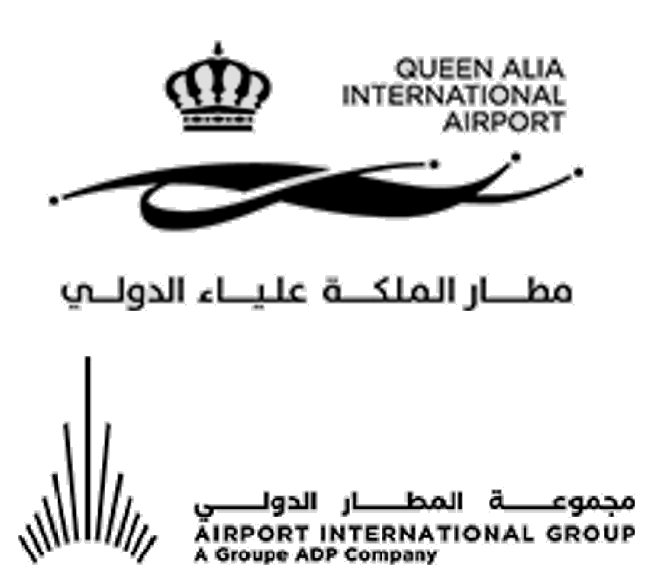 QUEEN ALIA
INTERNATIONAL
AIRPORT
مطار الملكة علياء الدولي
مجموعة المطار الدولي
AIRPORT INTERNATIONAL GROUP
A Groupe ADP Company